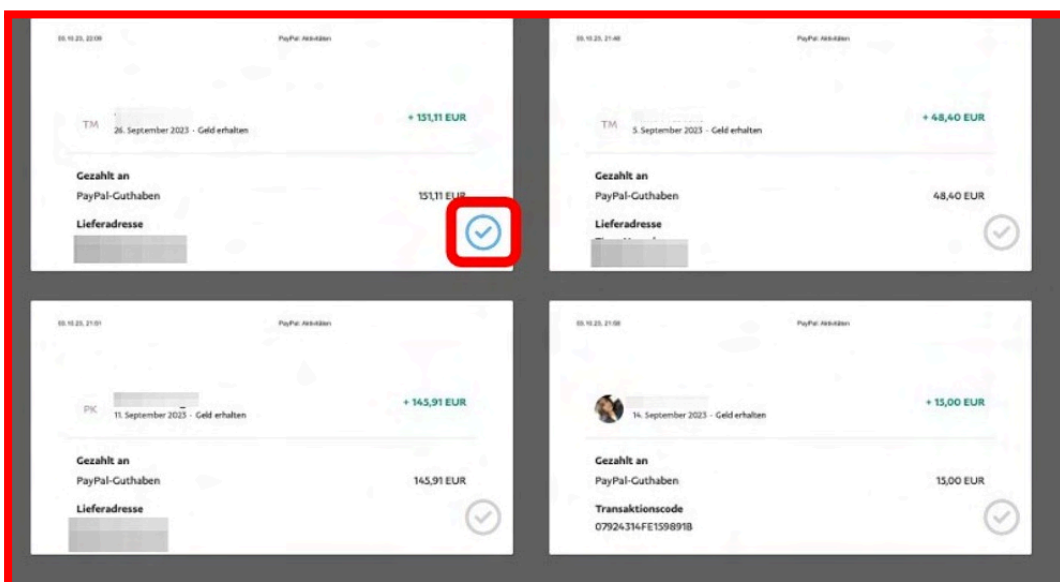 PayPal: Aktivitäten
TM
26. September 2023 · Geld erhalten
+ 151,11 EUR
Gezahlt an
PayPal-Guthaben 151,11 EUR
Lieferadresse
PayPal: Aktivitäten
TM
5. September 2023 · Geld erhalten
+ 48,40 EUR
Gezahlt an
PayPal-Guthaben 48,40 EUR
Lieferadresse
PayPal: Aktivitäten
PK
11. September 2023 · Geld erhalten
+ 145,91 EUR
Gezahlt an
PayPal-Guthaben 145,91 EUR
Lieferadresse
PayPal: Aktivitäten
14. September 2023 · Geld erhalten
+ 15,00 EUR
Gezahlt an
PayPal-Guthaben 15,00 EUR
Transaktionscode
07924314FE159891B